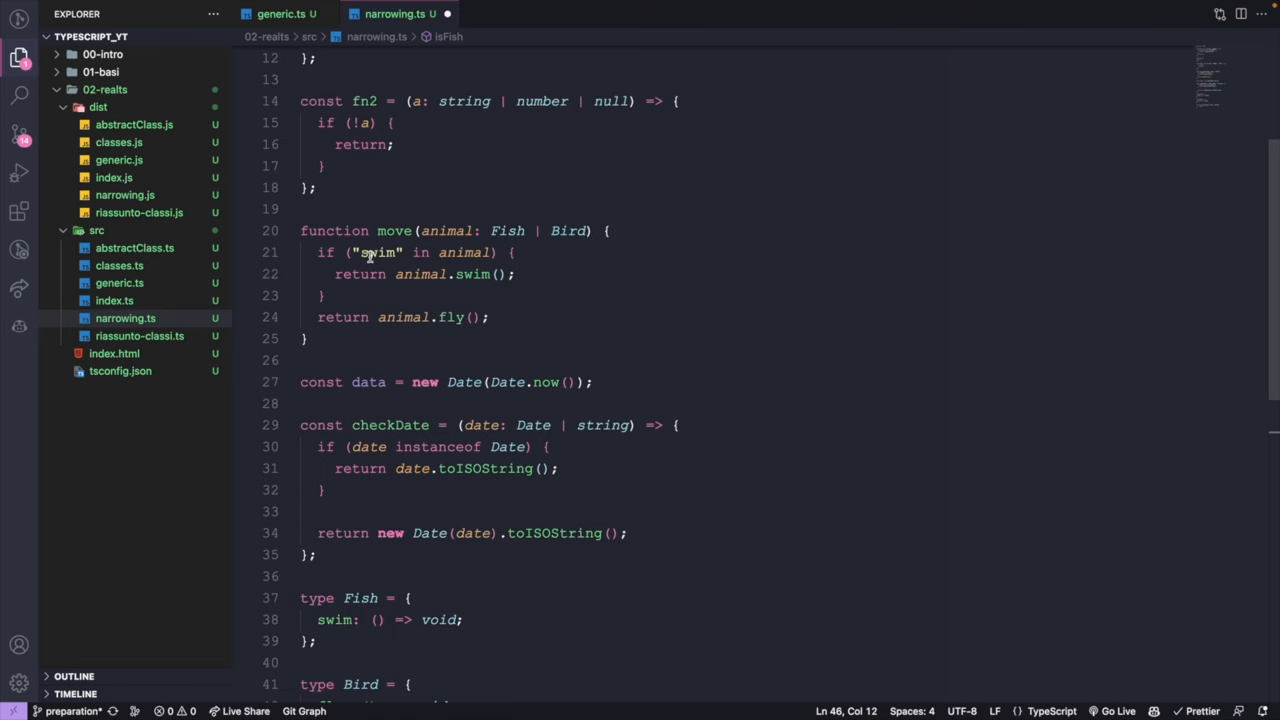 EXPLORER
generic.ts U
narrowing.ts U
TYPESCRIPT_YT
02-realts > src > narrowing.ts > isFish
00-intro
01-basi
02-realts
dist
abstractClass.js U
classes.js U
generic.js U
index.js U
narrowing.js U
riassunto-classi.js U
src
abstractClass.ts U
classes.ts U
generic.ts U
index.ts U
narrowing.ts U
riassunto-classi.ts U
index.html U
tsconfig.json U
OUTLINE
TIMELINE
1
14
12 };
13
14 const fn2 = (a: string | number | null) => {
15 if (!a) {
16 return;
17 }
18 };
19
20 function move(animal: Fish | Bird) {
21 if ("swim" in animal) {
22 return animal.swim();
23 }
24 return animal.fly();
25 }
26
27 const data = new Date(Date.now());
28
29 const checkDate = (date: Date | string) => {
30 if (date instanceof Date) {
31 return date.toISOString();
32 }
33
34 return new Date(date).toISOString();
35 };
36
37 type Fish = {
38 swim: () => void;
39 };
40
41 type Bird = {
preparation* 0 0 Live Share Git Graph Ln 46, Col 12 Spaces: 4 UTF-8 LF {} TypeScript Go Live Prettier